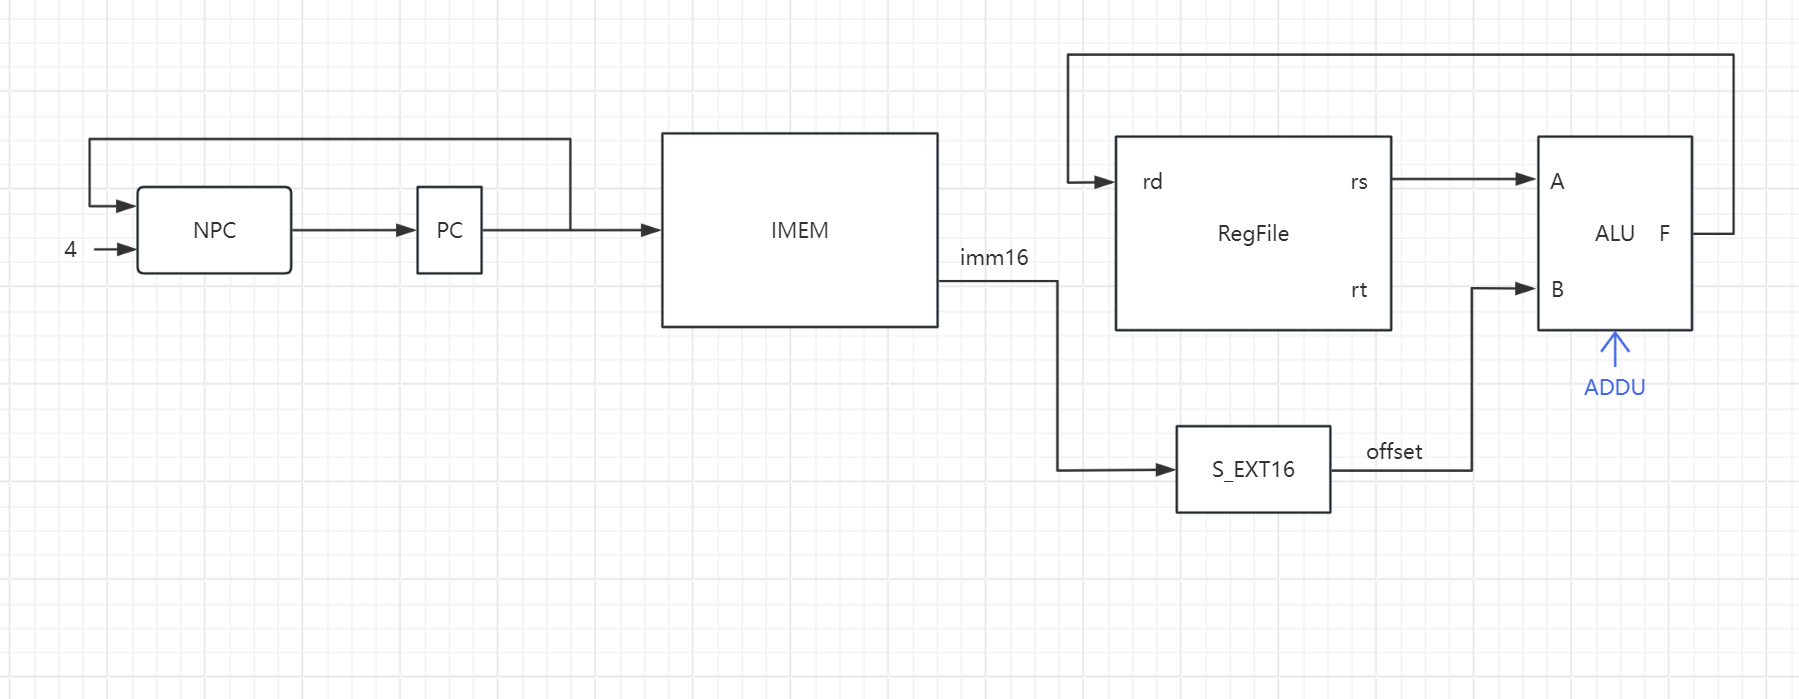 4
NPC
PC
IMEM
imm16
rd
rs
RegFile
rt
A
ALU
F
B
ADDU
S_EXT16
offset